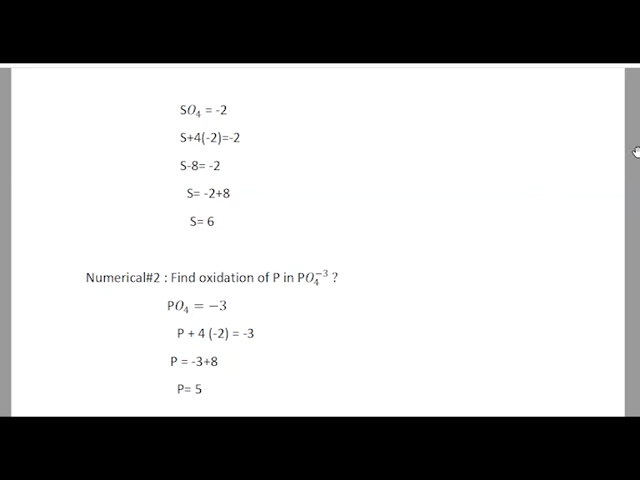 SO₄ = -2
S+4(-2)=-2
S-8= -2
S= -2+8
S= 6
Numerical#2 : Find oxidation of P in PO₄⁻³ ?
PO₄ = −3
P + 4 (-2) = -3
P = -3+8
P= 5